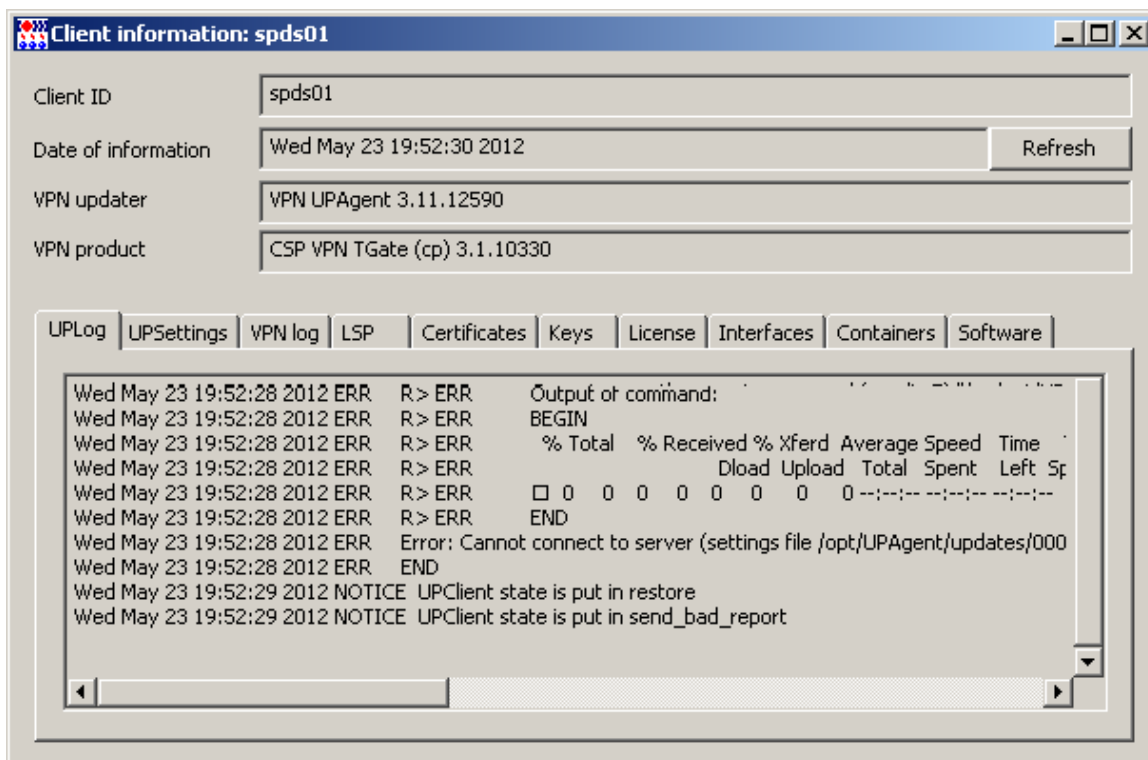 Client information: spds01
Client ID spds01
Date of information Wed May 23 19:52:30 2012 Refresh
VPN updater VPN UPAgent 3.11.12590
VPN product CSP VPN TGate (cp) 3.1.10330
UPLog UPSettings VPN log LSP Certificates Keys License Interfaces Containers Software
Wed May 23 19:52:28 2012 ERR R> ERR Output of command:
Wed May 23 19:52:28 2012 ERR R> ERR BEGIN
Wed May 23 19:52:28 2012 ERR R> ERR % Total % Received % Xferd Average Speed Time
Wed May 23 19:52:28 2012 ERR R> ERR Dload Upload Total Spent Left Sp
Wed May 23 19:52:28 2012 ERR R> ERR □ 0 0 0 0 0 0 0 0 --:--:-- --:--:-- --:--:--
Wed May 23 19:52:28 2012 ERR R> ERR END
Wed May 23 19:52:28 2012 ERR Error: Cannot connect to server (settings file /opt/UPAgent/updates/000
Wed May 23 19:52:28 2012 ERR END
Wed May 23 19:52:29 2012 NOTICE UPClient state is put in restore
Wed May 23 19:52:29 2012 NOTICE UPClient state is put in send_bad_report